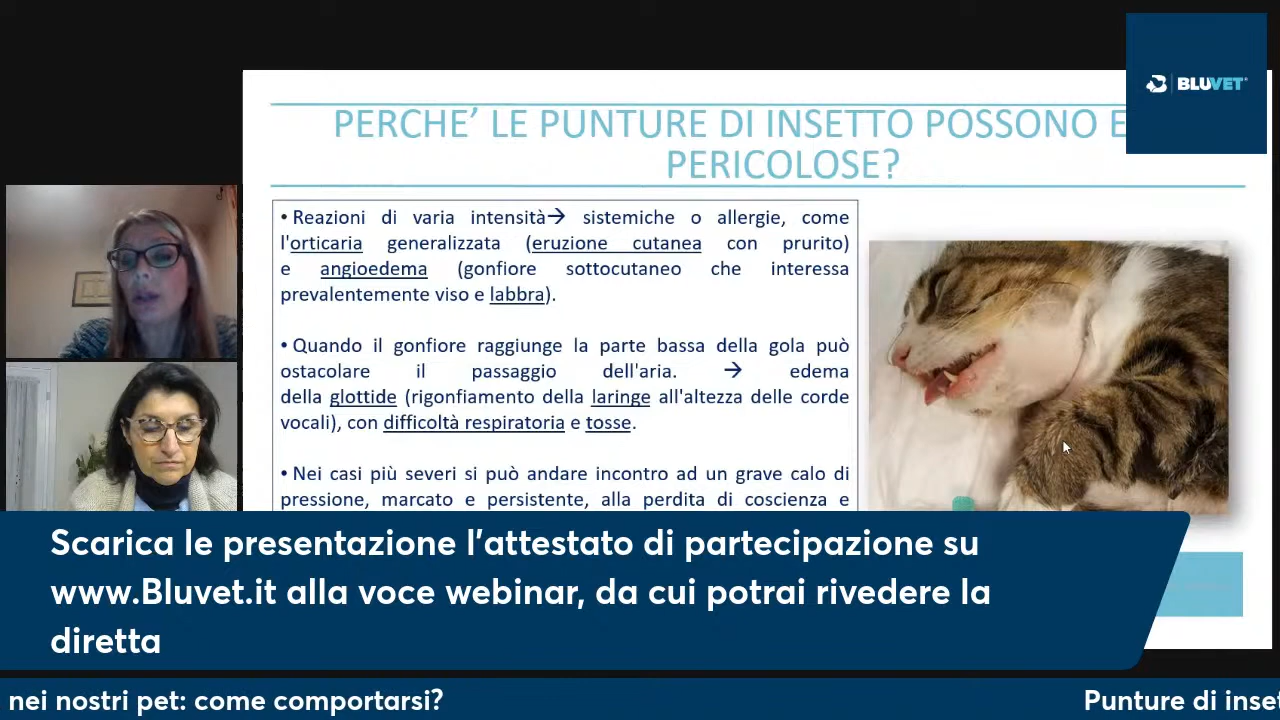 BLUVET
PERCHE’ LE PUNTURE DI INSETTO POSSONO
PERICOLOSE?
• Reazioni di varia intensità→ sistemiche o allergie, come
l'orticaria generalizzata (eruzione cutanea con prurito)
e angioedema (gonfiore sottocutaneo che interessa
prevalentemente viso e labbra).
• Quando il gonfiore raggiunge la parte bassa della gola può
ostacolare il passaggio dell'aria. → edema
della glottide (rigonfiamento della laringe all'altezza delle corde
vocali), con difficoltà respiratoria e tosse.
• Nei casi più severi si può andare incontro ad un grave calo di
pressione, marcato e persistente, alla perdita di coscienza e
Scarica le presentazione l’attestato di partecipazione su
www.Bluvet.it alla voce webinar, da cui potrai rivedere la
diretta
nei nostri pet: come comportarsi? Punture di